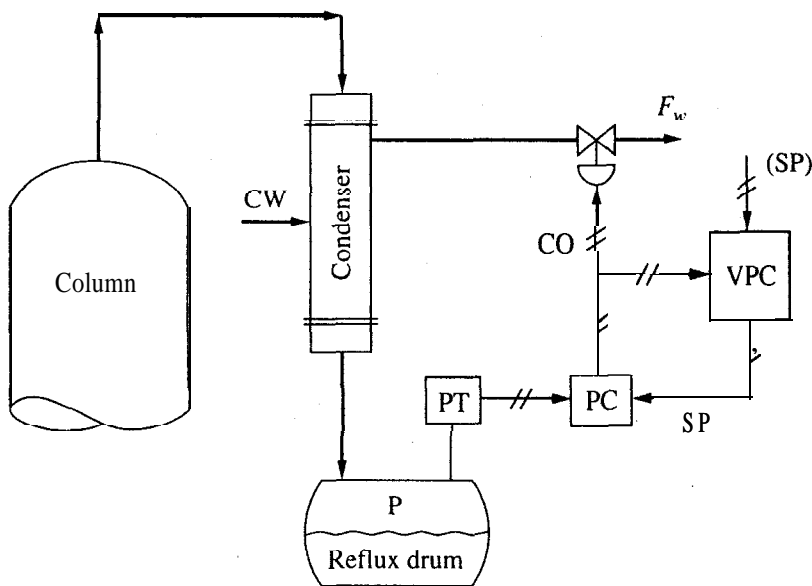 F_w
(SP)
CW
CO
Condenser
VPC
Column
PT
PC
SP
P
Reflux drum